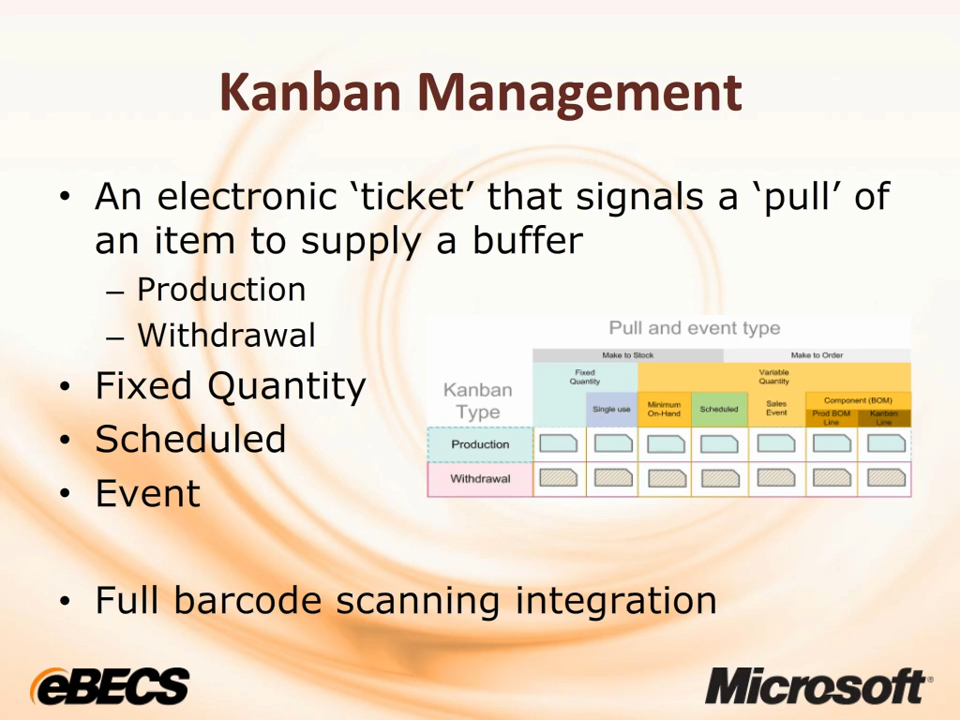 Kanban Management
• An electronic ‘ticket’ that signals a ‘pull’ of
an item to supply a buffer
– Production
– Withdrawal
• Fixed Quantity
• Scheduled
• Event
Pull and event type
Make to Stock
Make to Order
Kanban
Type
Fixed
Quantity
Variable
Quantity
Single use
Minimum
On-Hand
Scheduled
Sales
Event
Component (BOM)
Prod BOM
Line
Kanban
Line
Production
Withdrawal
• Full barcode scanning integration
eBECS
Microsoft®